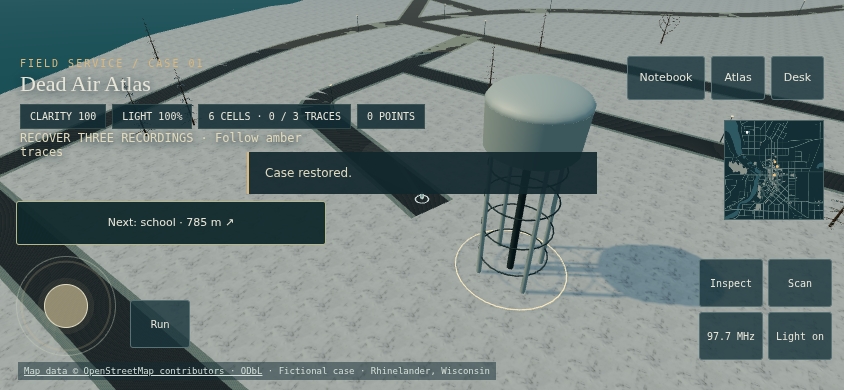 FIELD SERVICE / CASE 01
Dead Air Atlas
CLARITY 100
LIGHT 100%
6 CELLS · 0 / 3 TRACES
0 POINTS
RECOVER THREE RECORDINGS · Follow amber
traces
Notebook
Atlas
Desk
Case restored.
Next: school · 785 m ↗
Run
Inspect
Scan
97.7 MHz
Light on
Map data © OpenStreetMap contributors · ODbL · Fictional case · Rhinelander, Wisconsin